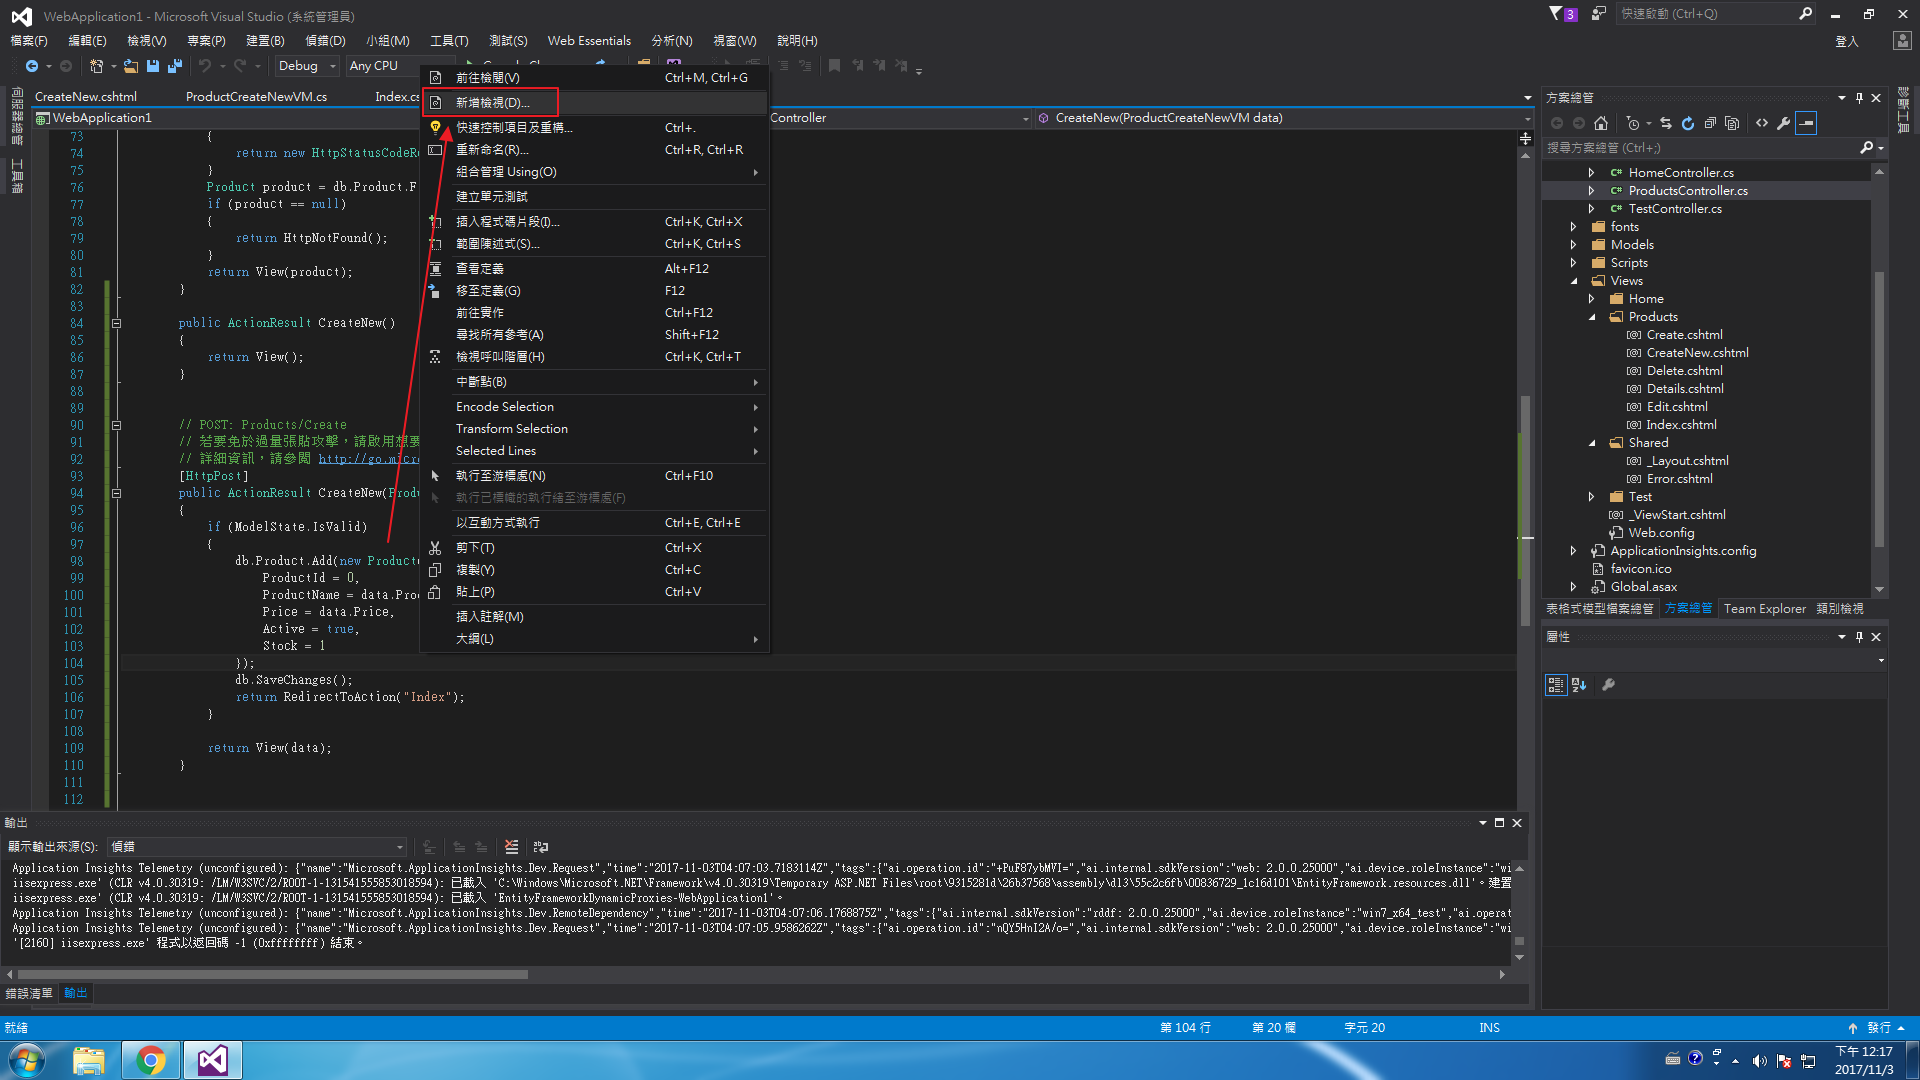 WebApplication1 - Microsoft Visual Studio (系統管理員)
3
快速啟動 (Ctrl+Q)
檔案(F) 編輯(E) 檢視(V) 專案(P) 建置(B) 偵錯(D) 小組(M) 工具(T) 測試(S) Web Essentials 分析(N) 視窗(W) 說明(H)
登入
Debug Any CPU
CreateNew.cshtml ProductCreateNewVM.cs Index.cs
WebApplication1
Controller
CreateNew(ProductCreateNewVM data)
伺服器總管
工具箱
診斷工具
73 {
74 return new HttpStatusCodeRe
75 }
76 Product product = db.Product.F
77 if (product == null)
78 {
79 return HttpNotFound();
80 }
81 return View(product);
82 }
83
84 public ActionResult CreateNew()
85 {
86 return View();
87 }
88
89
90 // POST: Products/Create
91 // 若要免於過量張貼攻擊，請啟用想要
92 // 詳細資訊，請參閱 http://go.micro
93 [HttpPost]
94 public ActionResult CreateNew(Produ
95 {
96 if (ModelState.IsValid)
97 {
98 db.Product.Add(new Product
99 ProductId = 0,
100 ProductName = data.Prod
101 Price = data.Price,
102 Active = true,
103 Stock = 1
104 });
105 db.SaveChanges();
106 return RedirectToAction("Index");
107 }
108
109 return View(data);
110 }
111
112
前往檢閱(V) Ctrl+M, Ctrl+G
新增檢視(D)...
快速控制項目及重構... Ctrl+.
重新命名(R)... Ctrl+R, Ctrl+R
組合管理 Using(O)
建立單元測試
插入程式碼片段(I)... Ctrl+K, Ctrl+X
範圍陳述式(S)... Ctrl+K, Ctrl+S
查看定義 Alt+F12
移至定義(G) F12
前往實作 Ctrl+F12
尋找所有參考(A) Shift+F12
檢視呼叫階層(H) Ctrl+K, Ctrl+T
中斷點(B)
Encode Selection
Transform Selection
Selected Lines
執行至游標處(N) Ctrl+F10
執行已標幟的執行緒至游標處(F)
以互動方式執行 Ctrl+E, Ctrl+E
剪下(T) Ctrl+X
複製(Y) Ctrl+C
貼上(P) Ctrl+V
插入註解(M)
大綱(L)
方案總管
搜尋方案總管 (Ctrl+;)
HomeController.cs
ProductsController.cs
TestController.cs
fonts
Models
Scripts
Views
Home
Products
Create.cshtml
CreateNew.cshtml
Delete.cshtml
Details.cshtml
Edit.cshtml
Index.cshtml
Shared
_Layout.cshtml
Error.cshtml
Test
_ViewStart.cshtml
Web.config
ApplicationInsights.config
favicon.ico
Global.asax
表格式模型檔案總管 方案總管 Team Explorer 類別檢視
屬性
輸出
顯示輸出來源(S): 偵錯
Application Insights Telemetry (unconfigured): {"name":"Microsoft.ApplicationInsights.Dev.Request","time":"2017-11-03T04:07:03.7183114Z","tags":{"ai.operation.id":"+PuF87ybMVI=","ai.internal.sdkVersion":"web: 2.0.0.25000","ai.device.roleInstance":"wi
iisexpress.exe' (CLR v4.0.30319: /LM/W3SVC/2/ROOT-1-131541555853018594): 已載入 'C:\Windows\Microsoft.NET\Framework\v4.0.30319\Temporary ASP.NET Files\root\9315281d\26b37568\assembly\dl3\55c2c6fb\00836729_1c16d101\EntityFramework.resources.dll'。建置
iisexpress.exe' (CLR v4.0.30319: /LM/W3SVC/2/ROOT-1-131541555853018594): 已載入 'EntityFrameworkDynamicProxies-WebApplication1'。
Application Insights Telemetry (unconfigured): {"name":"Microsoft.ApplicationInsights.Dev.RemoteDependency","time":"2017-11-03T04:07:06.1768875Z","tags":{"ai.internal.sdkVersion":"rddf: 2.0.0.25000","ai.device.roleInstance":"win7_x64_test","ai.operat
Application Insights Telemetry (unconfigured): {"name":"Microsoft.ApplicationInsights.Dev.Request","time":"2017-11-03T04:07:05.9586262Z","tags":{"ai.operation.id":"nQY5HnI2A/o=","ai.internal.sdkVersion":"web: 2.0.0.25000","ai.device.roleInstance":"wi
'[2160] iisexpress.exe' 程式以返回碼 -1 (0xffffffff) 結束。
錯誤清單 輸出
就緒 第 104 行 第 20 欄 字元 20 INS 發行
下午 12:17
2017/11/3